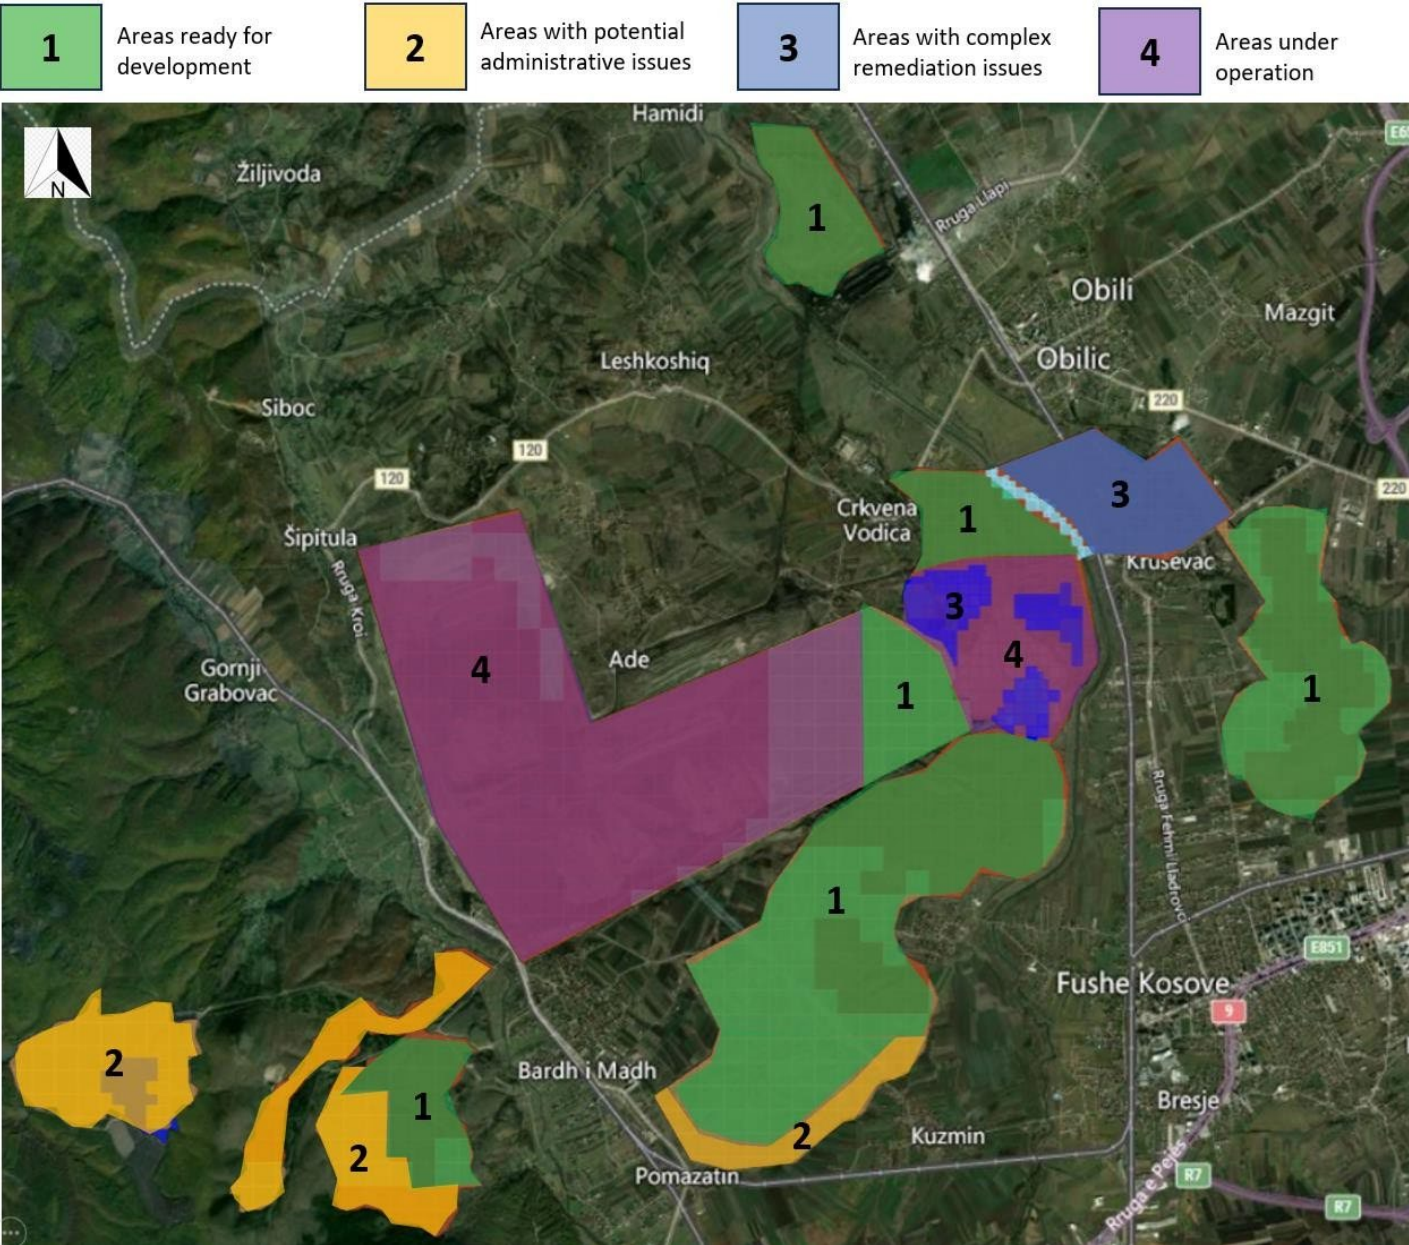 1
Areas ready for
development
2
Areas with potential
administrative issues
3
Areas with complex
remediation issues
4
Areas under
operation
N
Hamidi
Žiljivoda
1
Rruga Llapi
Obili
Mazgit
Leshkoshiq
Obilic
Siboc
220
120
120
220
3
Crkvena
Vodica
1
Šipitula
Kruševac
Rruga Kroi
3
4
Ade
4
Gornji
Grabovac
1
1
Rruga Fehmi Lladrovci
1
E851
Fushe Kosove
9
2
Bardh i Madh
1
Bresje
2
2
Kuzmin
Pomazatin
R7
Rruga e Pejës
R7